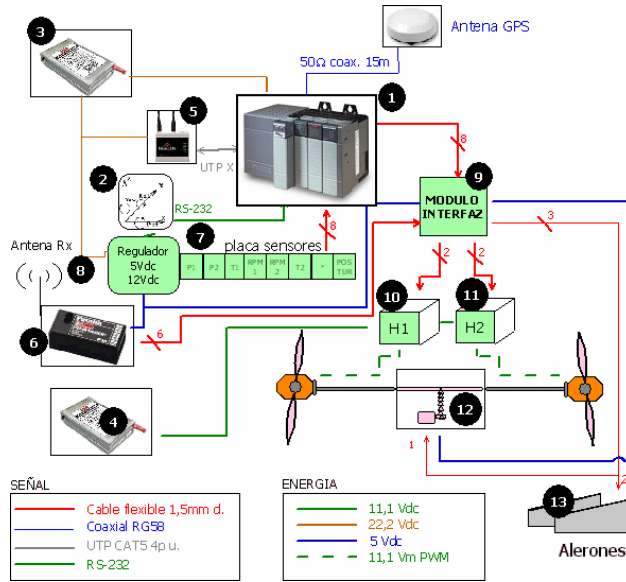 3
Antena GPS
50Ω coax. 15m
1
5
8
UTP X
9
2
MODULO
INTERFAZ
3
RS-232
7
placa sensores
8
Antena Rx
Regulador
5Vdc
12Vdc
P1
P2
T1
RPM
1
RPM
2
T2
*
POS
TUR
2
2
8
10
11
6
H1
H2
6
4
12
1
2
SEÑAL
ENERGIA
13
Cable flexible 1,5mm d.
Coaxial RG58
UTP CAT5 4p u.
RS-232
11,1 Vdc
22,2 Vdc
5 Vdc
11,1 Vm PWM
Alerones